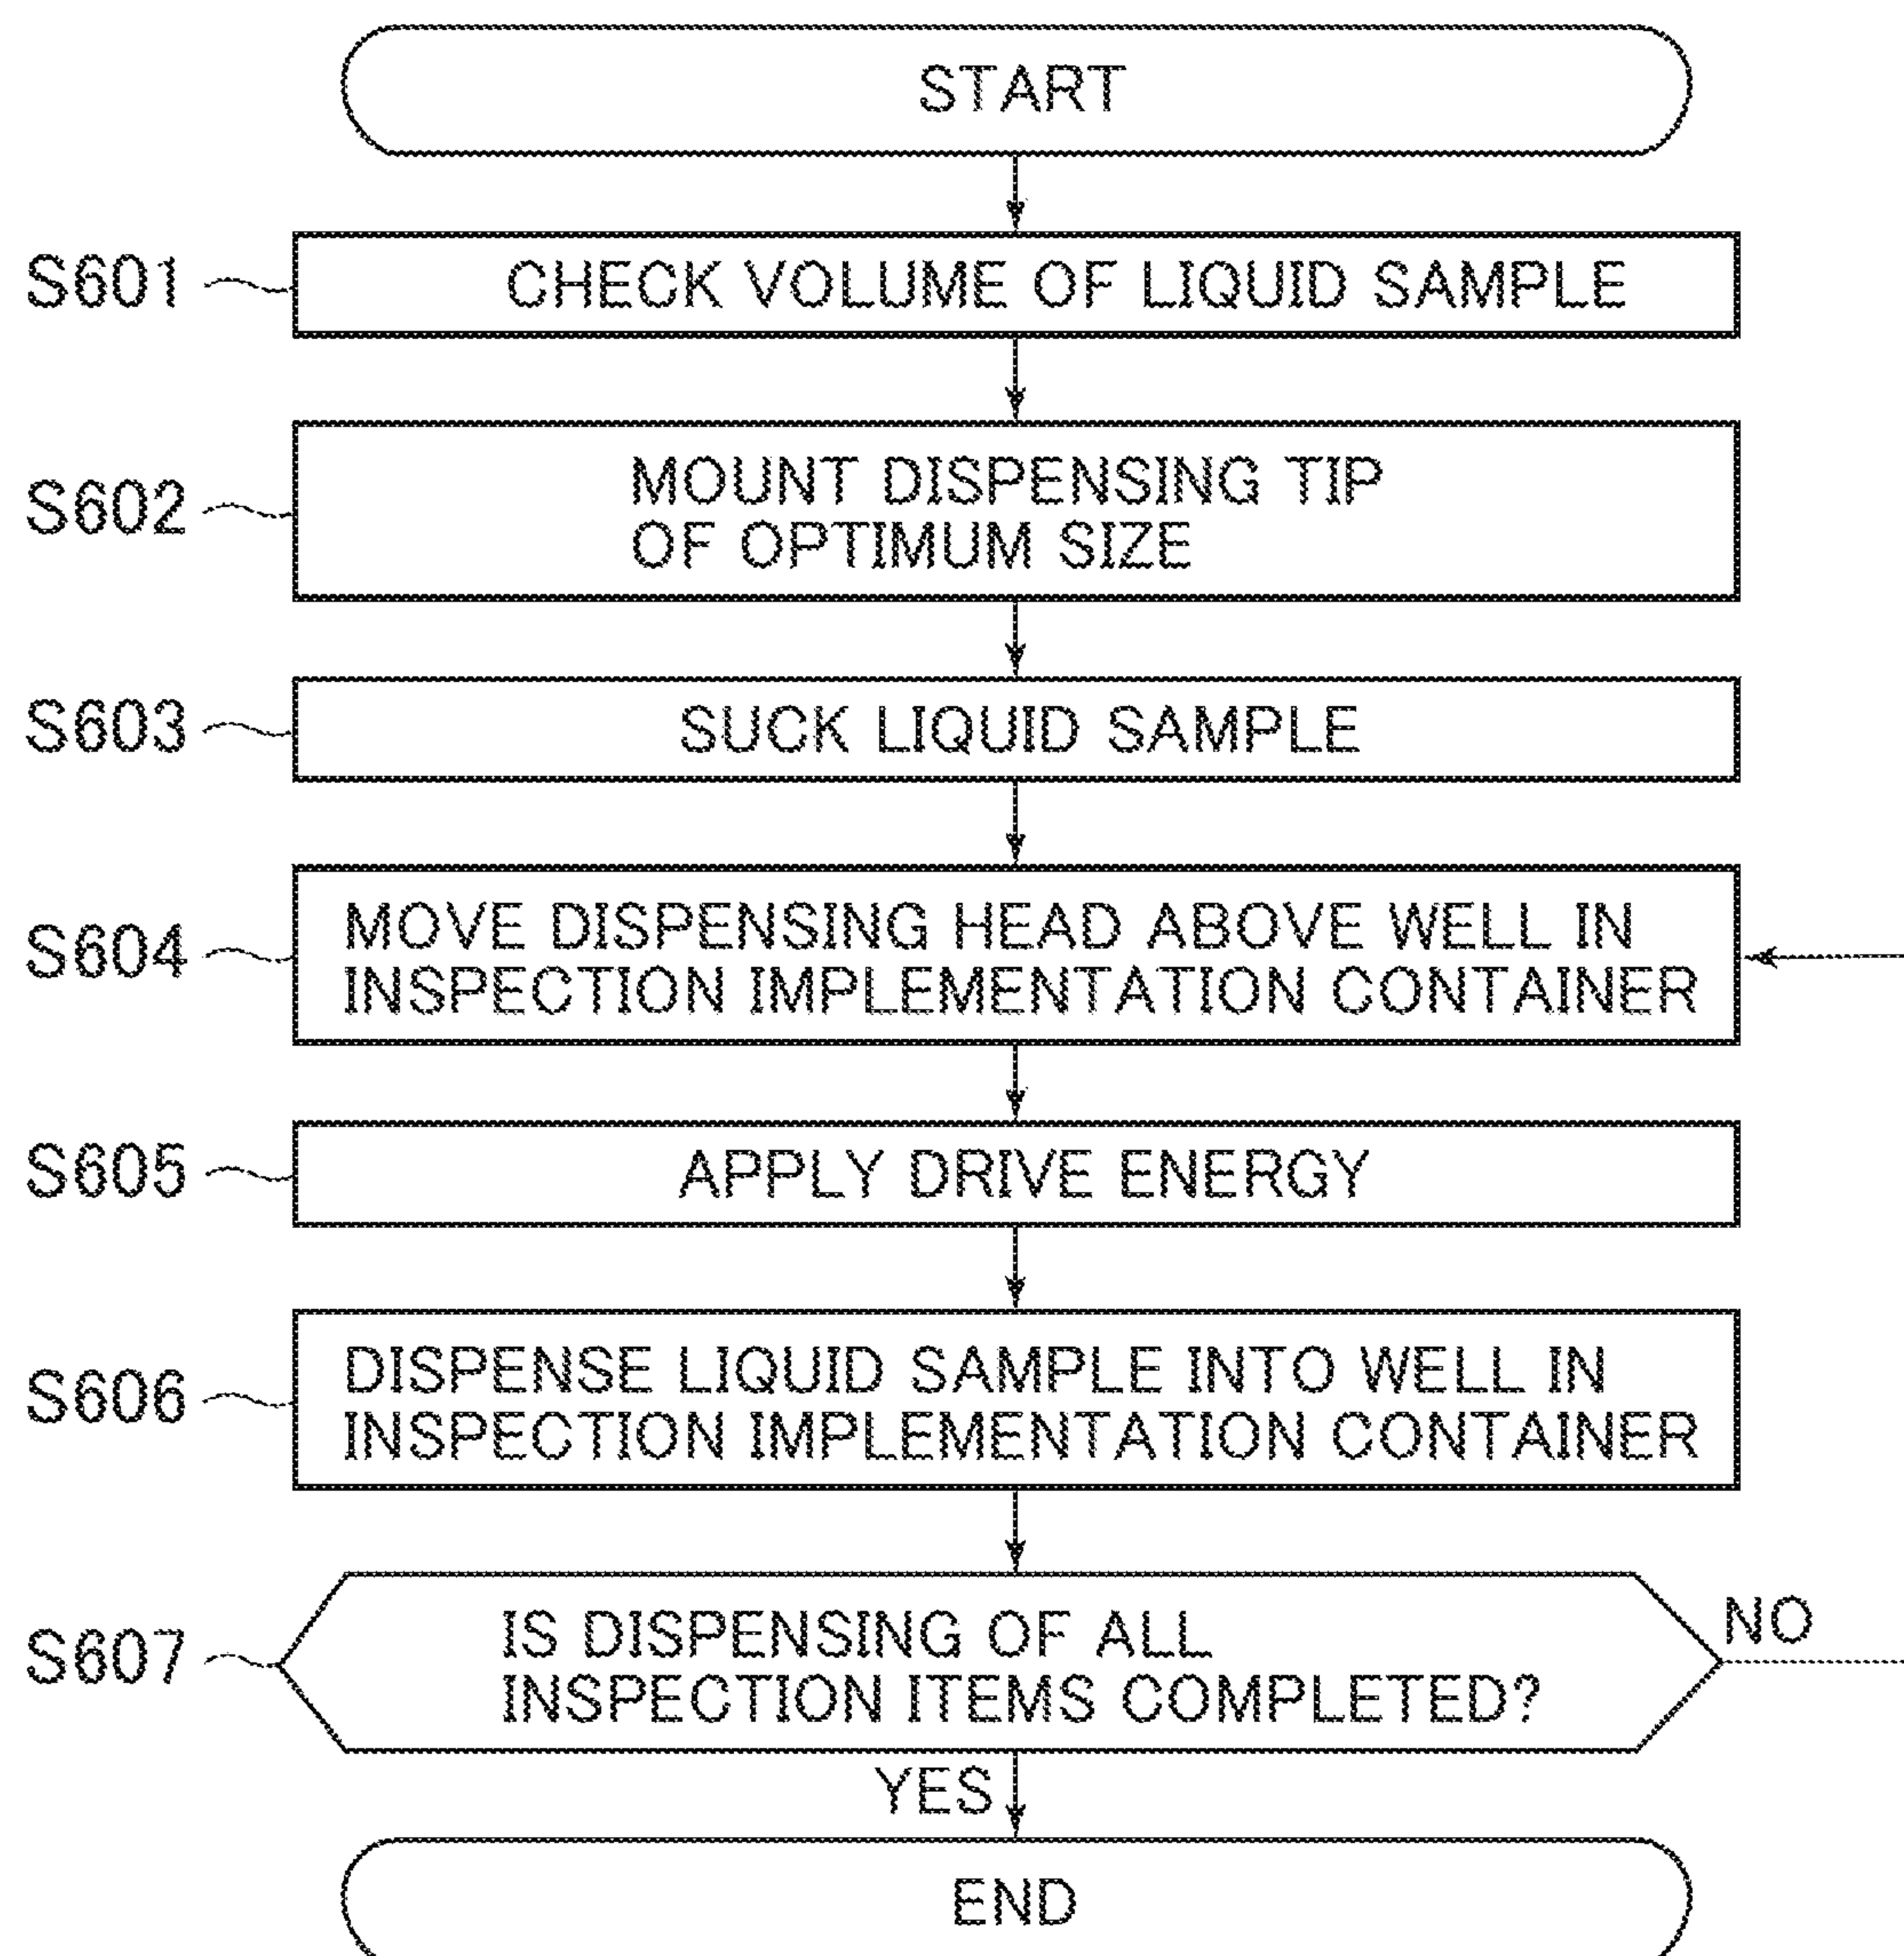 START
S601
CHECK VOLUME OF LIQUID SAMPLE
S602
MOUNT DISPENSING TIP
OF OPTIMUM SIZE
S603
SUCK LIQUID SAMPLE
S604
MOVE DISPENSING HEAD ABOVE WELL IN
INSPECTION IMPLEMENTATION CONTAINER
S605
APPLY DRIVE ENERGY
S606
DISPENSE LIQUID SAMPLE INTO WELL IN
INSPECTION IMPLEMENTATION CONTAINER
S607
IS DISPENSING OF ALL
INSPECTION ITEMS COMPLETED?
NO
YES
END